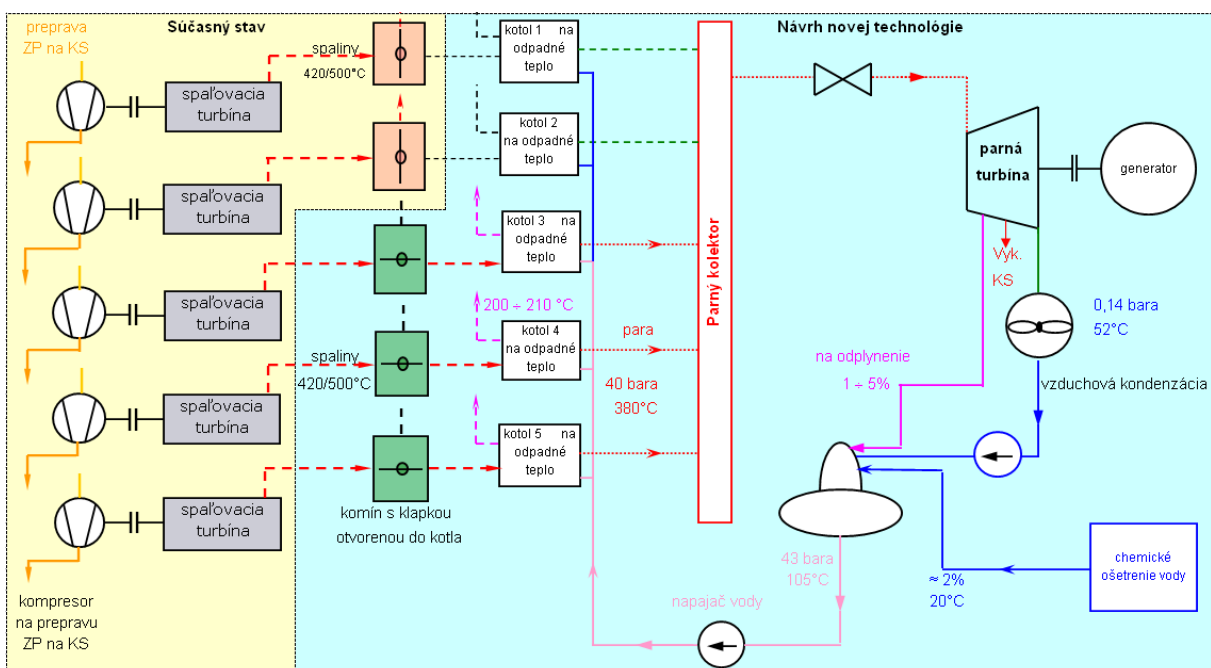 preprava
ZP na KS
Súčasný stav
Návrh novej technológie
spaľovacia
turbína
spaliny
420/500°C
kotol 1 na
odpadné
teplo
kotol 2
na odpadné
teplo
spaľovacia
turbína
kotol 3 na
odpadné
teplo
spaľovacia
turbína
200 ÷ 210 °C
kotol 4
na odpadné
teplo
spaliny
420/500°C
spaľovacia
turbína
kotol 5 na
odpadné
teplo
spaľovacia
turbína
komín s klapkou
otvorenou do kotla
kompresor
na prepravu
ZP na KS
para
40 bara
380°C
Parný kolektor
parná
turbína
generator
Vyk.
KS
0,14 bara
52°C
na odplynenie
1 ÷ 5%
vzduchová kondenzácia
43 bara
105°C
napajač vody
≈ 2%
20°C
chemické
ošetrenie vody